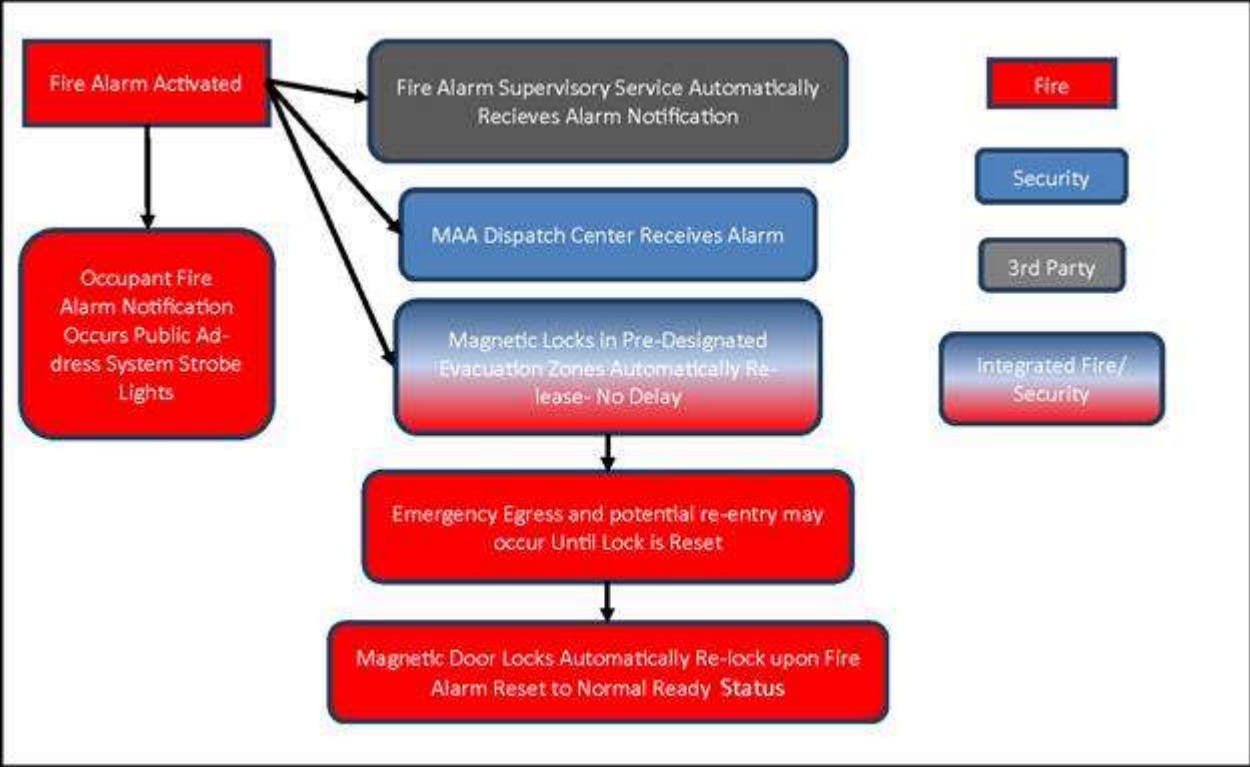 Fire Alarm Activated
Fire Alarm Supervisory Service Automatically
Recieves Alarm Notification
MAA Dispatch Center Receives Alarm
Occupant Fire
Alarm Notification
Occurs Public Ad-
dress System Strobe
Lights
Magnetic Locks in Pre-Designated
Evacuation Zones Automatically Re-
lease- No Delay
Emergency Egress and potential re-entry may
occur Until Lock is Reset
Magnetic Door Locks Automatically Re-lock upon Fire
Alarm Reset to Normal Ready Status
Fire
Security
3rd Party
Integrated Fire/
Security